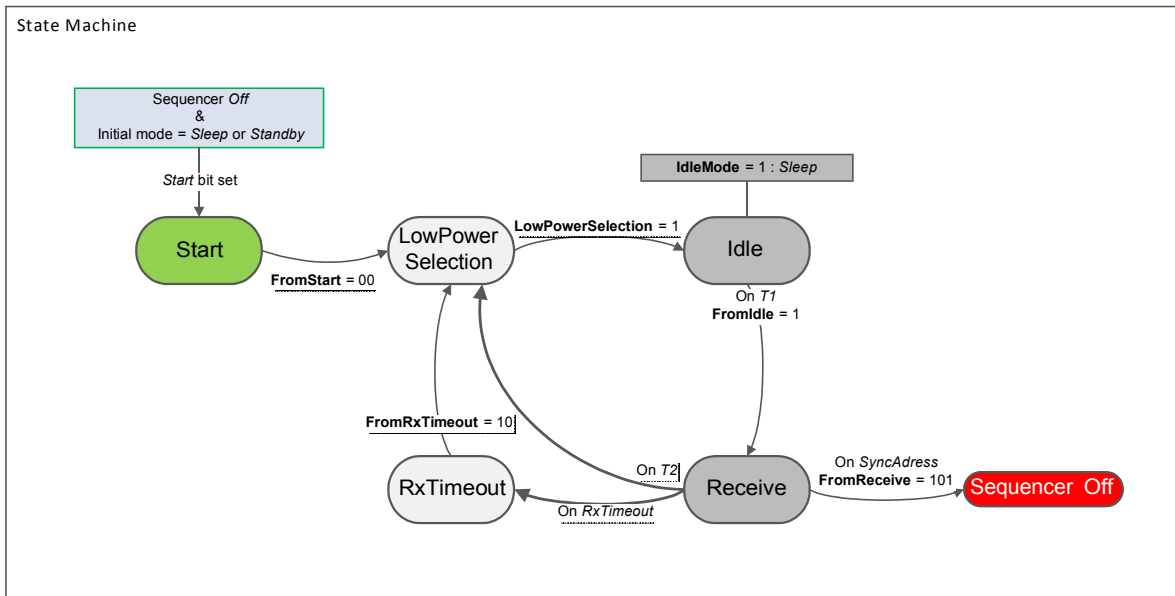 State Machine
Sequencer Off
&
Initial mode = Sleep or Standby
Start bit set
IdleMode = 1 : Sleep
Start
FromStart = 00
LowPower
Selection
LowPowerSelection = 1
Idle
On T1
FromIdle = 1
FromRxTimeout = 10
On T2
RxTimeout
On RxTimeout
Receive
On SyncAdress
FromReceive = 101
Sequencer Off